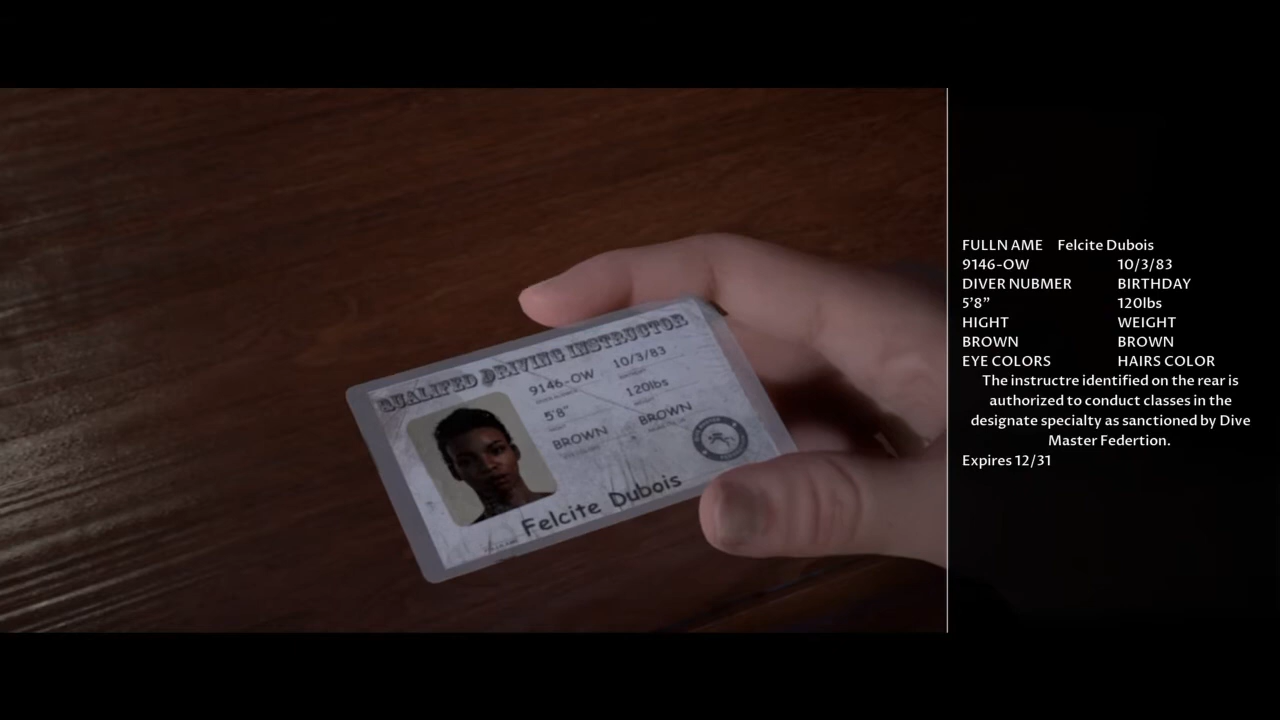 QUALIFED DRIVING INSTRUCTOR
9146-OW 10/3/83
5'8" 120lbs
BROWN BROWN
Felcite Dubois
FULLN AME Felcite Dubois
9146-OW 10/3/83
DIVER NUBMER BIRTHDAY
5'8” 120lbs
HIGHT WEIGHT
BROWN BROWN
EYE COLORS HAIRS COLOR
The instructre identified on the rear is
authorized to conduct classes in the
designate specialty as sanctioned by Dive
Master Federtion.
Expires 12/31